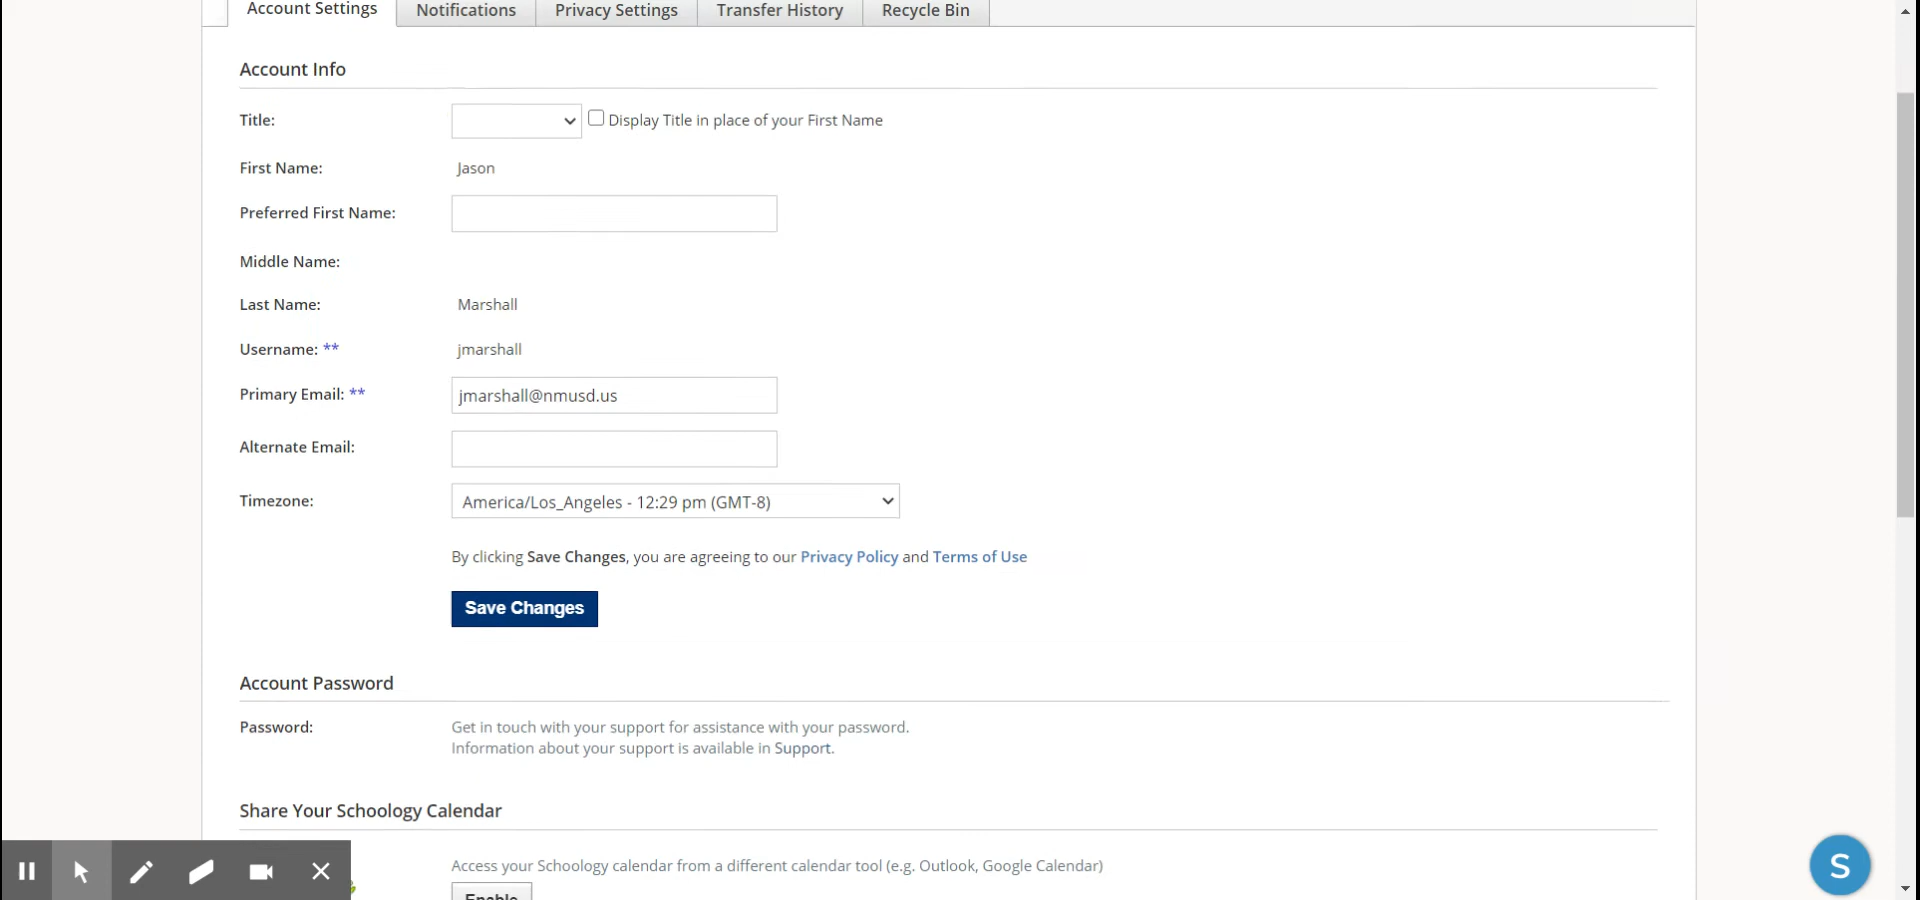 Account Settings Notifications Privacy Settings Transfer History Recycle Bin
Account Info
Title: Display Title in place of your First Name
First Name: Jason
Preferred First Name:
Middle Name:
Last Name: Marshall
Username: ** jmarshall
Primary Email: ** jmarshall@nmusd.us
Alternate Email:
Timezone: America/Los_Angeles - 12:29 pm (GMT-8)
By clicking Save Changes, you are agreeing to our Privacy Policy and Terms of Use
Save Changes
Account Password
Password: Get in touch with your support for assistance with your password.
Information about your support is available in Support.
Share Your Schoology Calendar
Access your Schoology calendar from a different calendar tool (e.g. Outlook, Google Calendar)
Enable
S